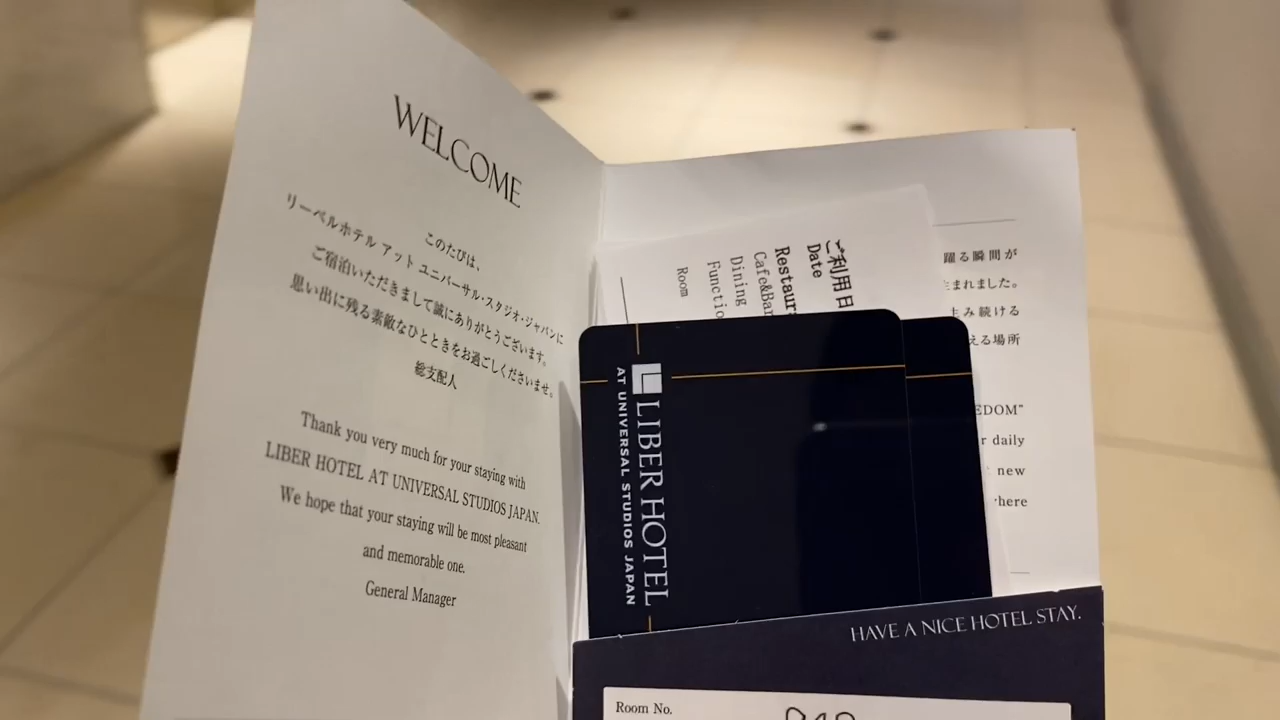 WELCOME
このたびは、
リーベルホテル アット ユニバーサル・スタジオ・ジャパンに
ご宿泊いただきまして誠にありがとうございます。
思い出に残る素敵なひとときをお過ごしくださいませ。
総支配人
Thank you very much for your staying with
LIBER HOTEL AT UNIVERSAL STUDIOS JAPAN.
We hope that your staying will be most pleasant
and memorable one.
General Manager
ご利用日
Date
Cafe&Bar
Dining
Room
LIBER HOTEL
AT UNIVERSAL STUDIOS JAPAN
躍る瞬間が
まれました。
み続ける
える場所
EDOM"
r daily
new
here
HAVE A NICE HOTEL STAY.
Room No.